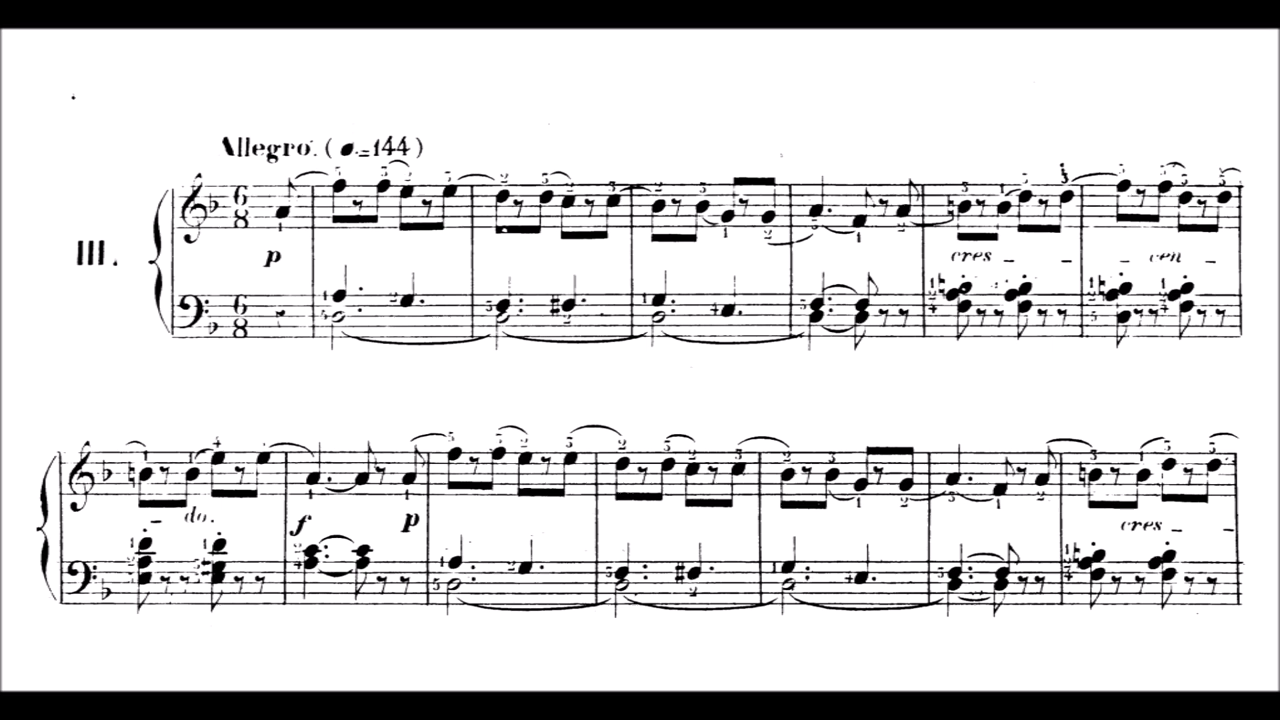 Allegro. (♩.=144)
III.
p
cres - - - cen -
- do. f p cres - -